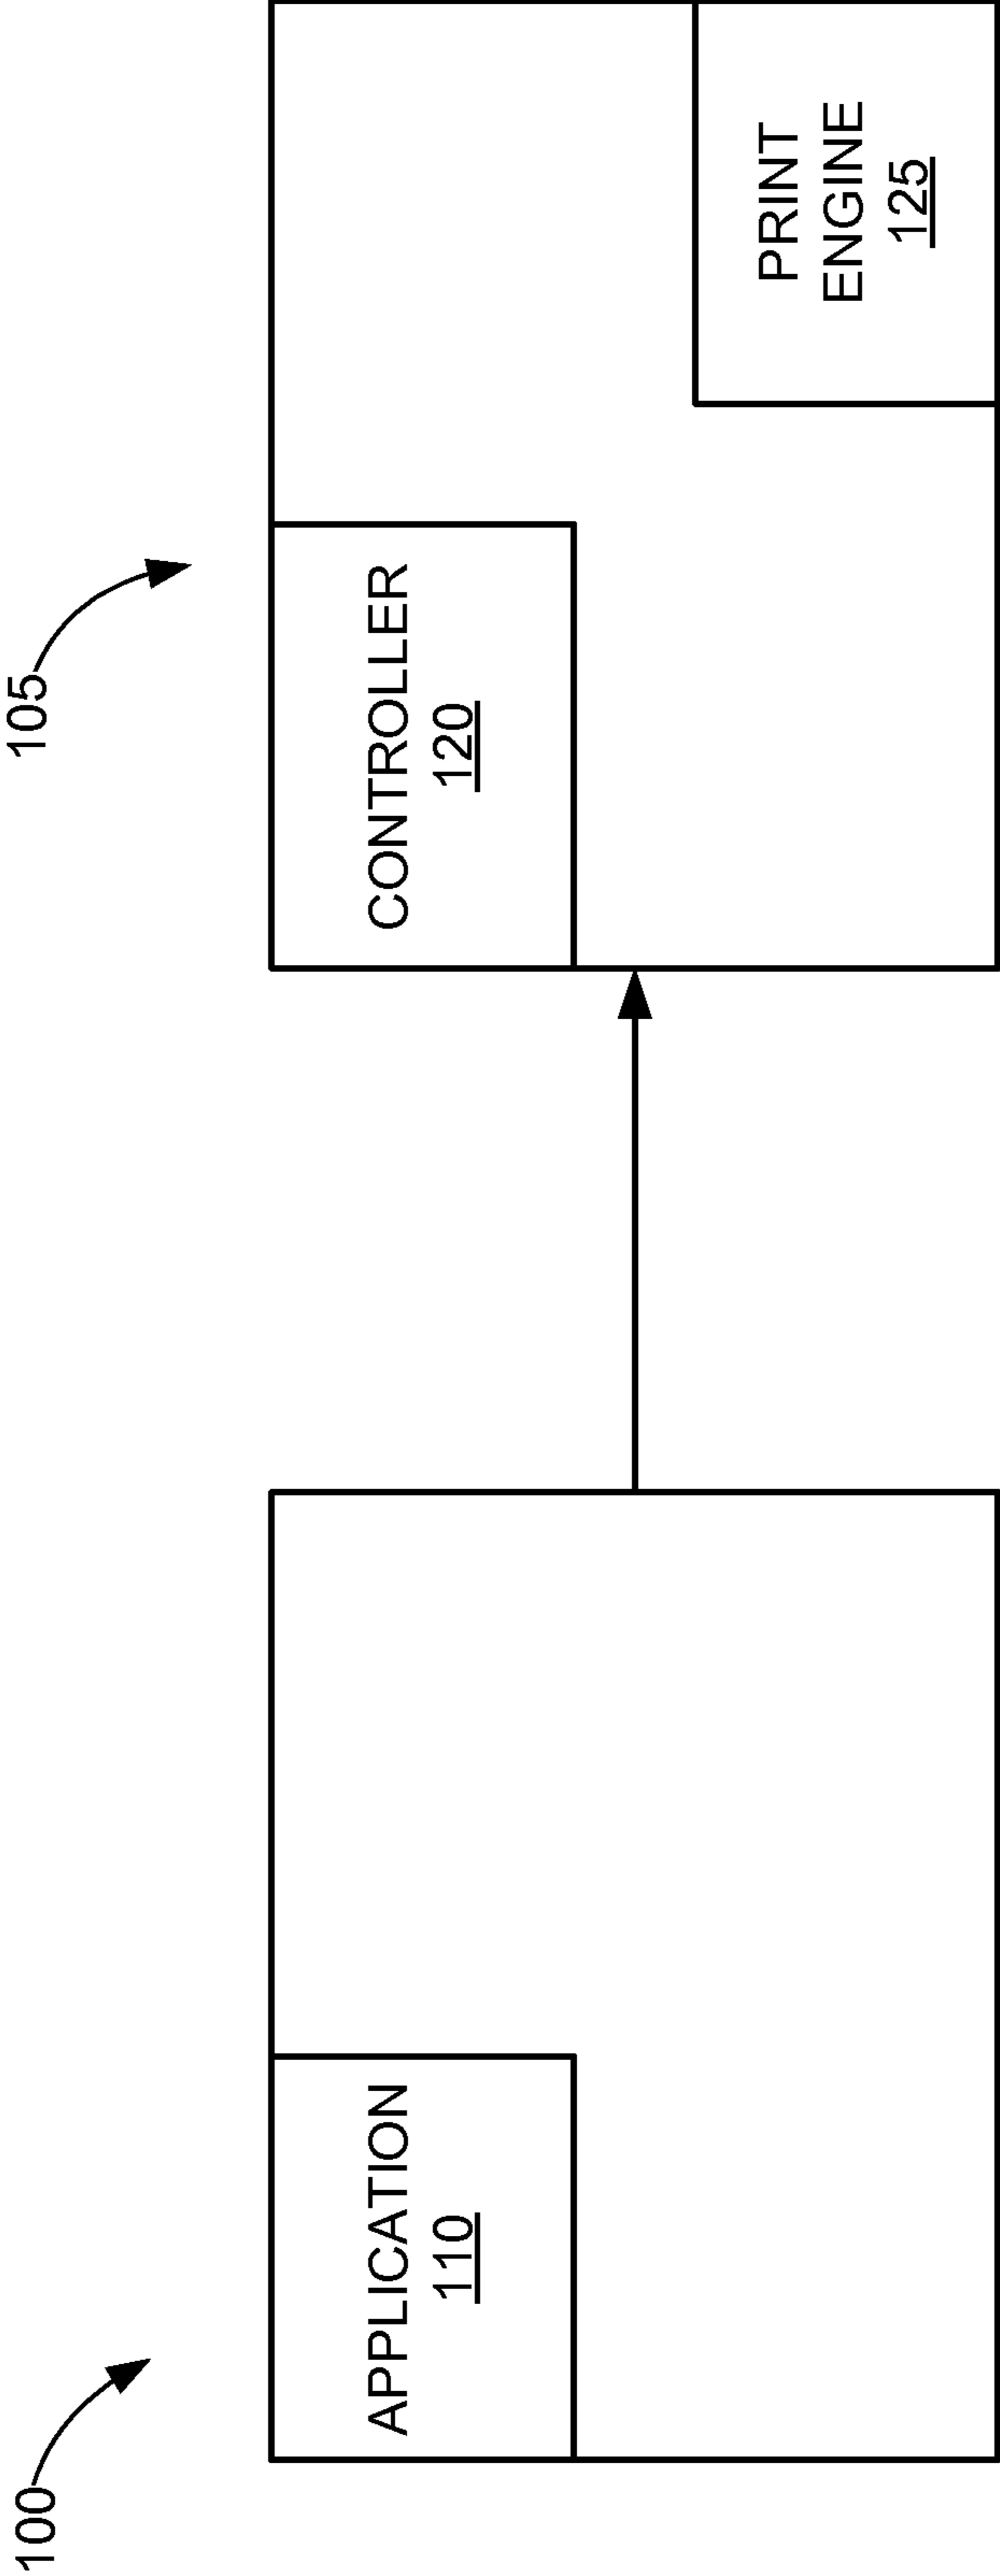 100
APPLICATION
110
105
CONTROLLER
120
PRINT
ENGINE
125